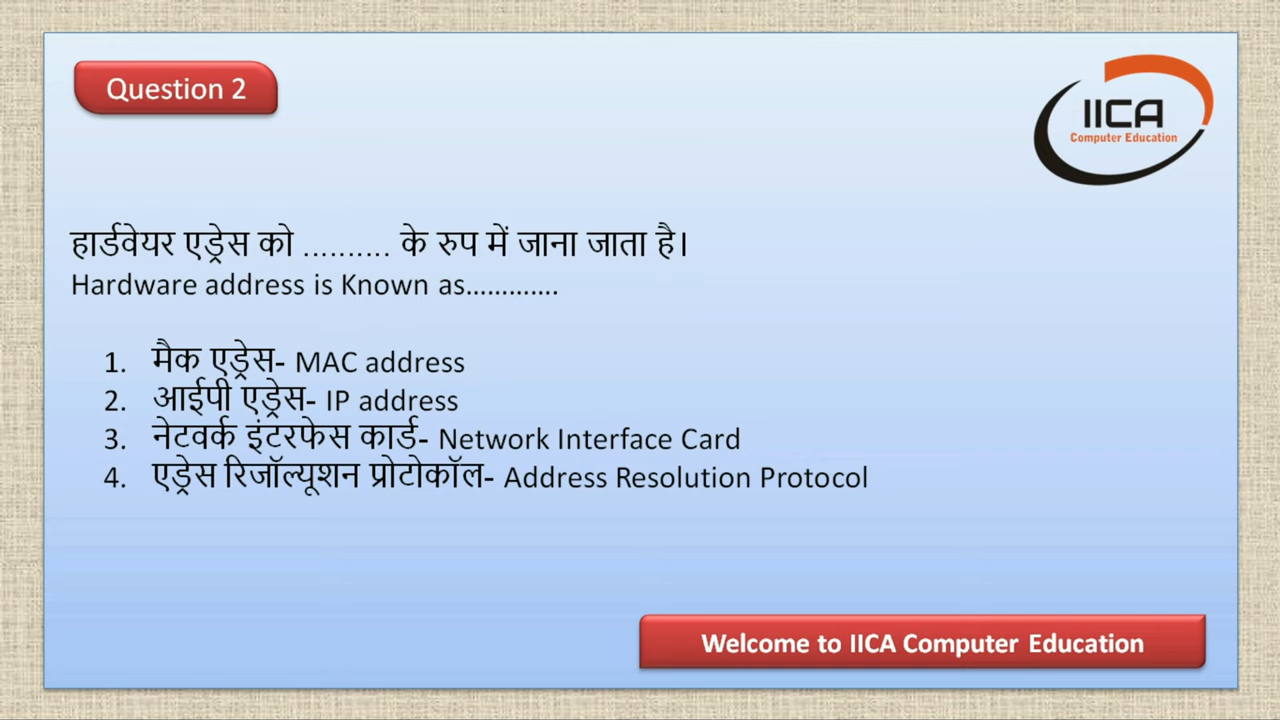 Question 2
IICA
Computer Education
हार्डवेयर एड्रेस को .......... के रुप में जाना जाता है।
Hardware address is Known as.............
1. मैक एड्रेस- MAC address
2. आईपी एड्रेस- IP address
3. नेटवर्क इंटरफेस कार्ड- Network Interface Card
4. एड्रेस रिजॉल्यूशन प्रोटोकॉल- Address Resolution Protocol
Welcome to IICA Computer Education